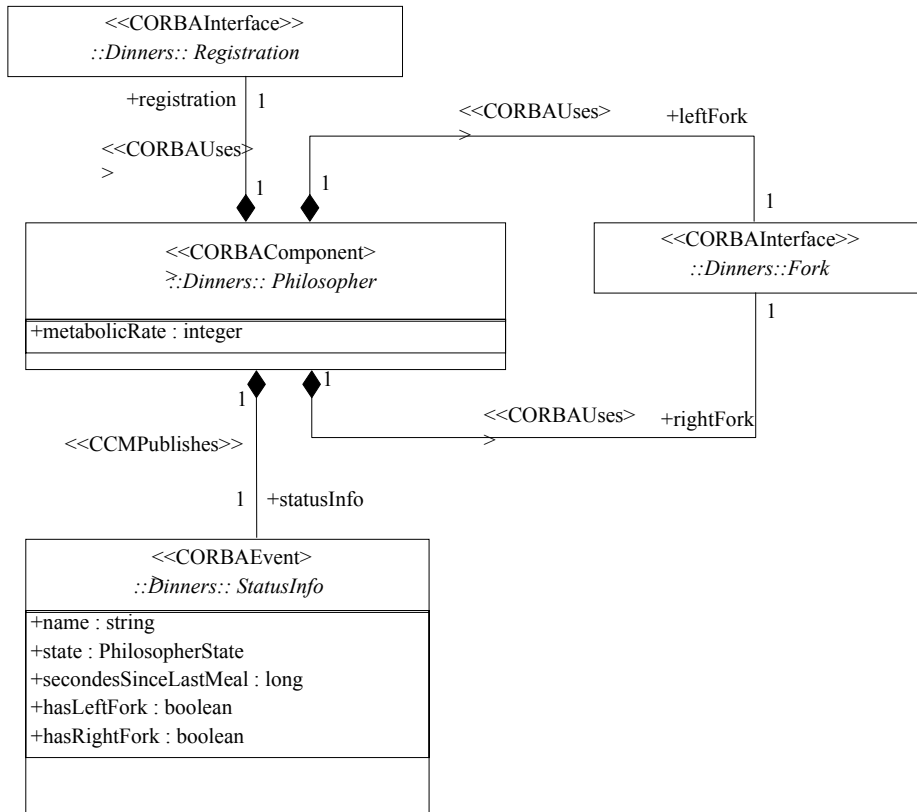 <<CORBAInterface>>
::Dinners:: Registration
+registration
1
<<CORBAUses>
>
1
<<CORBAUses>
>
+leftFork
1
1
<<CORBAComponent>
>
::Dinners:: Philosopher
+metabolicRate : integer
<<CORBAInterface>>
::Dinners::Fork
1
1
1
<<CORBAUses>
>
+rightFork
<<CCMPublishes>>
1
+statusInfo
<<CORBAEvent>
>
::Dinners:: StatusInfo
+name : string
+state : PhilosopherState
+secondesSinceLastMeal : long
+hasLeftFork : boolean
+hasRightFork : boolean